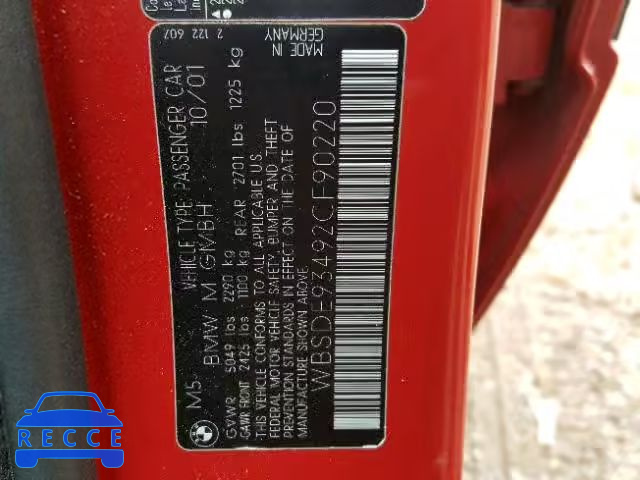 M5 VEHICLE TYPE: PASSENGER CAR
BMW M GMBH 10/01
GVWR 5049 lbs 2290 kg
GAWR FRONT 2425 lbs 1100 kg REAR 2701 lbs 1225 kg
THIS VEHICLE CONFORMS TO ALL APPLICABLE U.S.
FEDERAL MOTOR VEHICLE SAFETY, BUMPER AND THEFT
PREVENTION STANDARDS IN EFFECT ON THE DATE OF
MANUFACTURE SHOWN ABOVE.
WBSDE93492CF90220
2 122 607
MADE IN
GERMANY
BMW
RECCE